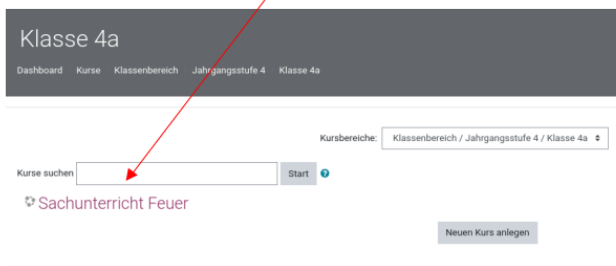 Klasse 4a
Dashboard Kurse Klassenbereich Jahrgangsstufe 4 Klasse 4a
Kursbereiche: Klassenbereich / Jahrgangsstufe 4 / Klasse 4a
Kurse suchen Start ?
Sachunterricht Feuer
Neuen Kurs anlegen